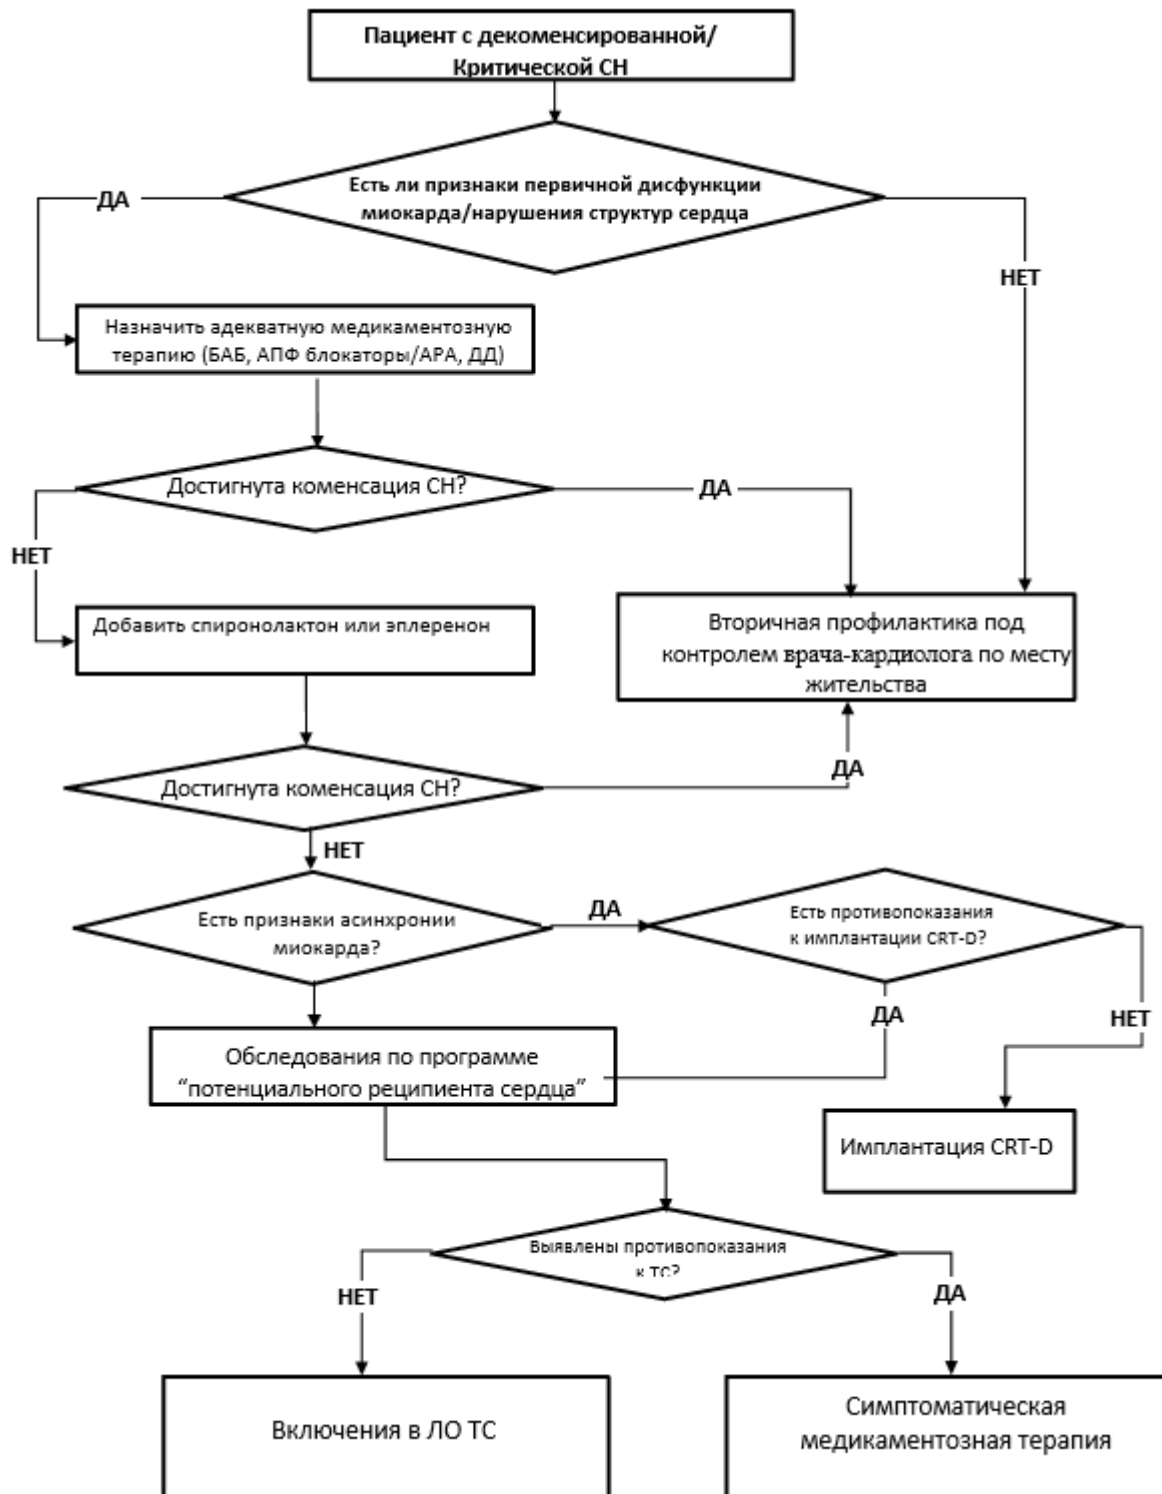 Пациент с декоменсированной/
Критической СН
Есть ли признаки первичной дисфункции
миокарда/нарушения структур сердца
ДА
НЕТ
Назначить адекватную медикаментозную
терапию (БАБ, АПФ блокаторы/АРА, ДД)
Достигнута коменсация СН?
ДА
НЕТ
Добавить спиронолактон или эплеренон
Вторичная профилактика под
контролем врача-кардиолога по месту
жительства
Достигнута коменсация СН?
ДА
НЕТ
Есть признаки асинхронии
миокарда?
ДА
Есть противопоказания
к имплантации CRT-D?
ДА
НЕТ
Обследования по программе
“потенциального реципиента сердца”
Имплантация CRT-D
Выявлены противопоказания
к ТС?
НЕТ
ДА
Включения в ЛО ТС
Симптоматическая
медикаментозная терапия